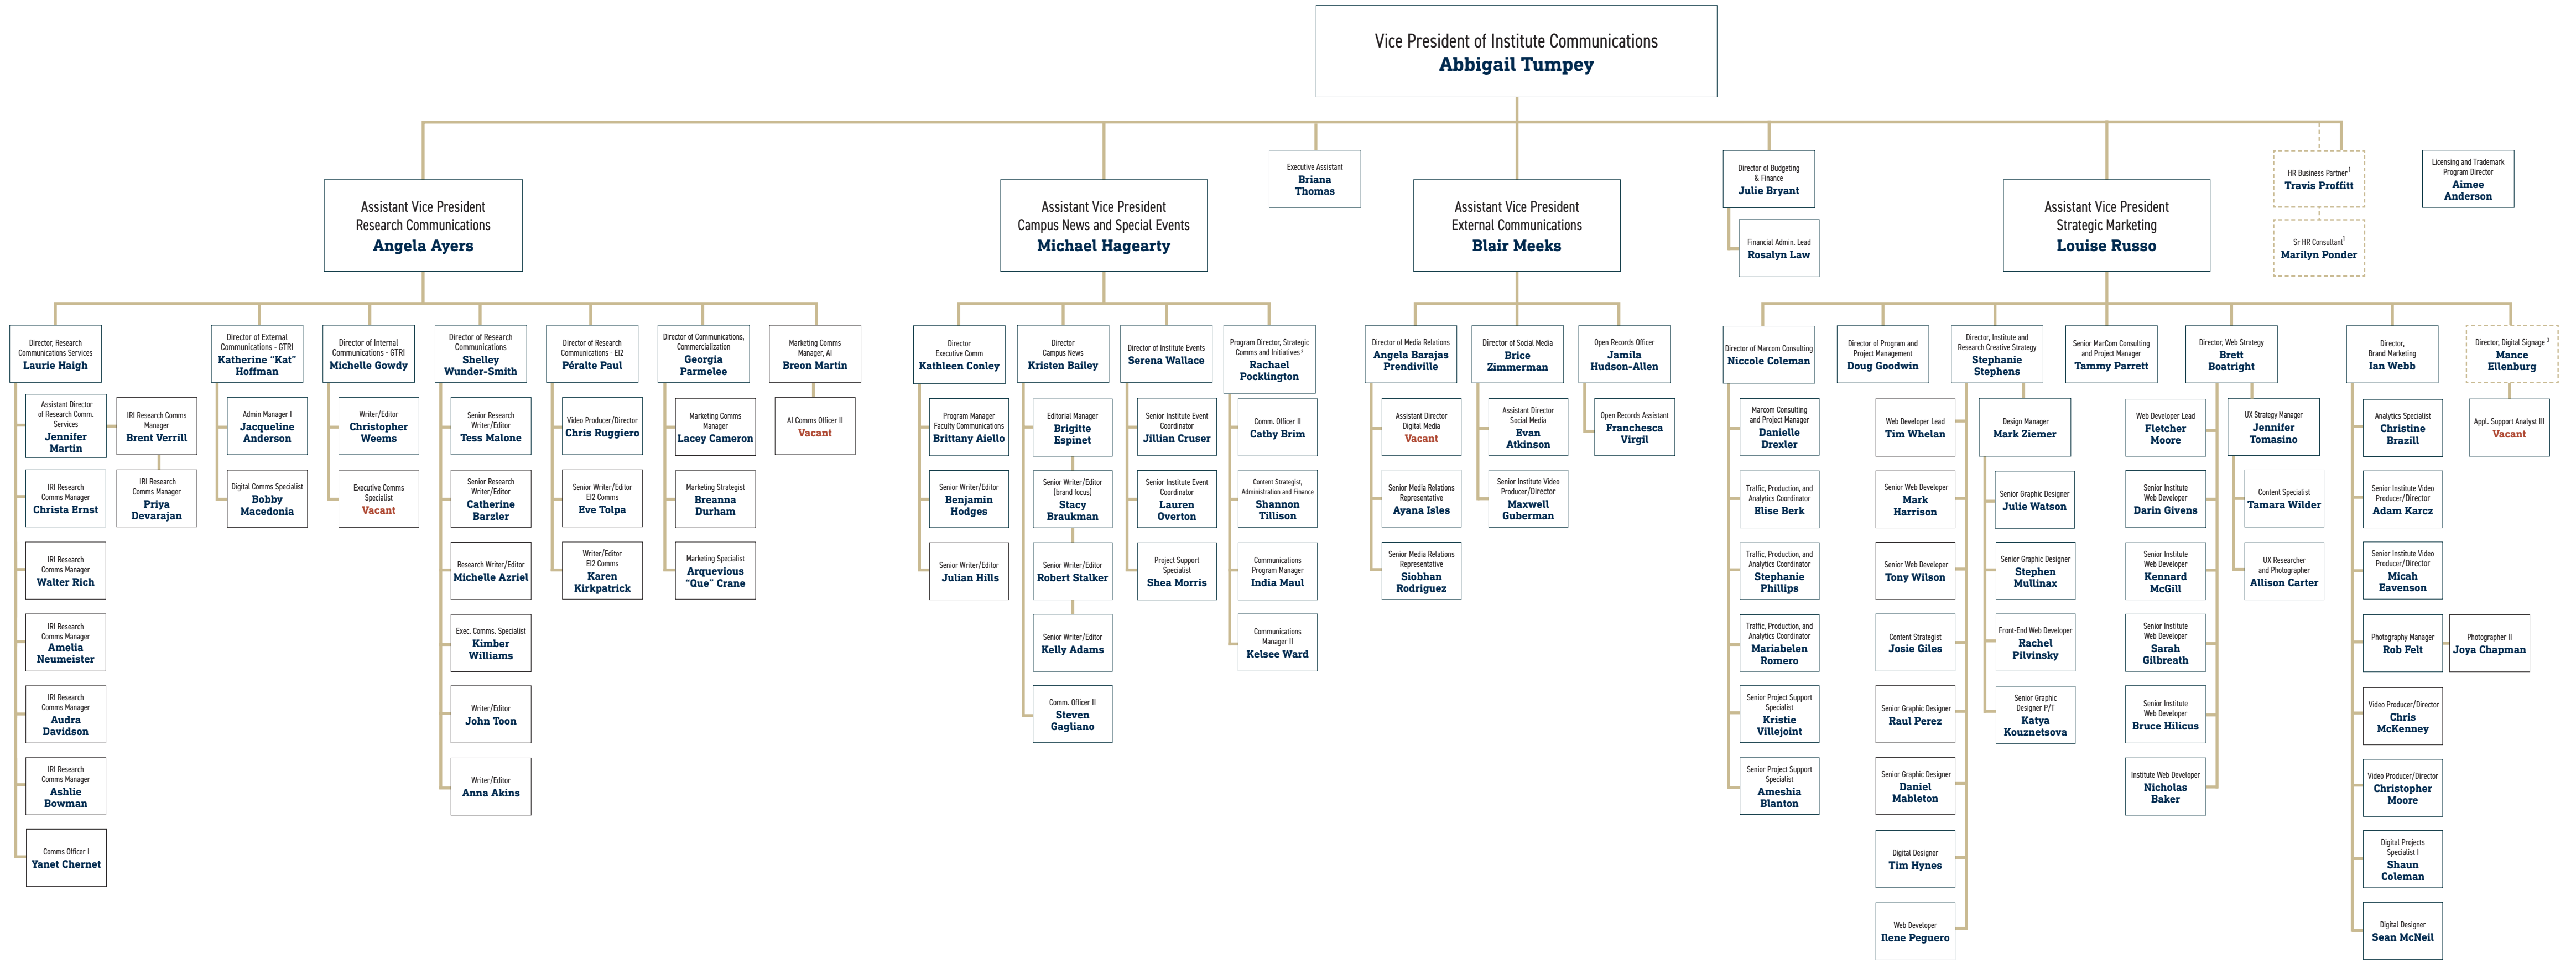 Vice President of Institute Communications
Abbigail Tumpey
Executive Assistant
Briana
Thomas
Director of Budgeting
& Finance
Julie Bryant
Financial Admin. Lead
Rosalyn Law
HR Business Partner¹
Travis Proffitt
Sr HR Consultant¹
Marilyn Ponder
Licensing and Trademark
Program Director
Aimee
Anderson
Assistant Vice President
Research Communications
Angela Ayers
Director, Research
Communications Services
Laurie Haigh
Assistant Director
of Research Comm.
Services
Jennifer
Martin
IRI Research Comms
Manager
Brent Verrill
IRI Research
Comms Manager
Priya
Devarajan
IRI Research
Comms Manager
Christa Ernst
IRI Research
Comms Manager
Walter Rich
IRI Research
Comms Manager
Amelia
Neumeister
IRI Research
Comms Manager
Audra
Davidson
IRI Research
Comms Manager
Ashlie
Bowman
Comms Officer I
Yanet Chernet
Director of External
Communications - GTRI
Katherine “Kat”
Hoffman
Admin Manager I
Jacqueline
Anderson
Digital Comms Specialist
Bobby
Macedonia
Director of Internal
Communications - GTRI
Michelle Gowdy
Writer/Editor
Christopher
Weems
Executive Comms
Specialist
Vacant
Director of Research
Communications
Shelley
Wunder-Smith
Senior Research
Writer/Editor
Tess Malone
Senior Research
Writer/Editor
Catherine
Barzler
Research Writer/Editor
Michelle Azriel
Exec. Comms. Specialist
Kimber
Williams
Writer/Editor
John Toon
Writer/Editor
Anna Akins
Director of Research
Communications - EI2
Péralte Paul
Video Producer/Director
Chris Ruggiero
Senior Writer/Editor
EI2 Comms
Eve Tolpa
Writer/Editor
EI2 Comms
Karen
Kirkpatrick
Director of Communications,
Commercialization
Georgia
Parmelee
Marketing Comms
Manager
Lacey Cameron
Marketing Strategist
Breanna
Durham
Marketing Specialist
Arquevious
“Que” Crane
Marketing Comms
Manager, AI
Breon Martin
AI Comms Officer II
Vacant
Assistant Vice President
Campus News and Special Events
Michael Hagearty
Director
Executive Comm
Kathleen Conley
Program Manager
Faculty Communications
Brittany Aiello
Senior Writer/Editor
Benjamin
Hodges
Senior Writer/Editor
Julian Hills
Director
Campus News
Kristen Bailey
Editorial Manager
Brigitte
Espinet
Senior Writer/Editor
(brand focus)
Stacy
Braukman
Senior Writer/Editor
Robert Stalker
Senior Writer/Editor
Kelly Adams
Comm. Officer II
Steven
Gagliano
Director of Institute Events
Serena Wallace
Senior Institute Event
Coordinator
Jillian Cruser
Senior Institute Event
Coordinator
Lauren
Overton
Project Support
Specialist
Shea Morris
Program Director, Strategic
Comms and Initiatives²
Rachael
Pocklington
Comm. Officer II
Cathy Brim
Content Strategist,
Administration and Finance
Shannon
Tillison
Communications
Program Manager
India Maul
Communications
Manager II
Kelsee Ward
Assistant Vice President
External Communications
Blair Meeks
Director of Media Relations
Angela Barajas
Prendiville
Assistant Director
Digital Media
Vacant
Senior Media Relations
Representative
Ayana Isles
Senior Media Relations
Representative
Siobhan
Rodriguez
Director of Social Media
Brice
Zimmerman
Assistant Director
Social Media
Evan
Atkinson
Senior Institute Video
Producer/Director
Maxwell
Guberman
Open Records Officer
Jamila
Hudson-Allen
Open Records Assistant
Franchesca
Virgil
Assistant Vice President
Strategic Marketing
Louise Russo
Director of Marcom Consulting
Niccole Coleman
Marcom Consulting
and Project Manager
Danielle
Drexler
Traffic, Production, and
Analytics Coordinator
Elise Berk
Traffic, Production, and
Analytics Coordinator
Stephanie
Phillips
Traffic, Production, and
Analytics Coordinator
Mariabelen
Romero
Senior Project Support
Specialist
Kristie
Villejoint
Senior Project Support
Specialist
Ameshia
Blanton
Director of Program and
Project Management
Doug Goodwin
Director, Institute and
Research Creative Strategy
Stephanie
Stephens
Web Developer Lead
Tim Whelan
Senior Web Developer
Mark
Harrison
Senior Web Developer
Tony Wilson
Content Strategist
Josie Giles
Senior Graphic Designer
Raul Perez
Senior Graphic Designer
Daniel
Mableton
Digital Designer
Tim Hynes
Web Developer
Ilene Peguero
Design Manager
Mark Ziemer
Senior Graphic Designer
Julie Watson
Senior Graphic Designer
Stephen
Mullinax
Front-End Web Developer
Rachel
Pilvinsky
Senior Graphic
Designer P/T
Katya
Kouznetsova
Senior MarCom Consulting
and Project Manager
Tammy Parrett
Director, Web Strategy
Brett
Boatright
Web Developer Lead
Fletcher
Moore
Senior Institute
Web Developer
Darin Givens
Senior Institute
Web Developer
Kennard
McGill
Senior Institute
Web Developer
Sarah
Gilbreath
Senior Institute
Web Developer
Bruce Hilicus
Institute Web Developer
Nicholas
Baker
UX Strategy Manager
Jennifer
Tomasino
Content Specialist
Tamara Wilder
UX Researcher
and Photographer
Allison Carter
Director,
Brand Marketing
Ian Webb
Analytics Specialist
Christine
Brazill
Senior Institute Video
Producer/Director
Adam Karcz
Senior Institute Video
Producer/Director
Micah
Eavenson
Photography Manager
Rob Felt
Photographer II
Joya Chapman
Video Producer/Director
Chris
McKenney
Video Producer/Director
Christopher
Moore
Digital Projects
Specialist I
Shaun
Coleman
Digital Designer
Sean McNeil
Director, Digital Signage³
Mance
Ellenburg
Appl. Support Analyst III
Vacant